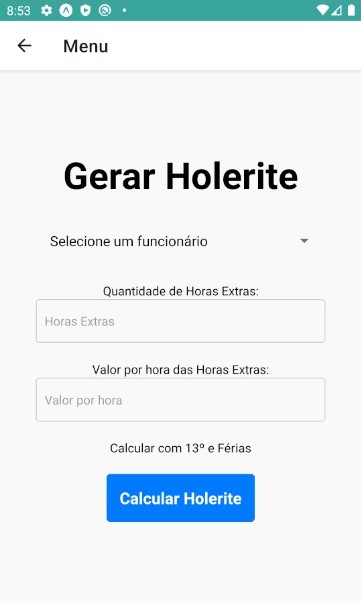 8:53
Menu
Gerar Holerite
Selecione um funcionário
Quantidade de Horas Extras:
Horas Extras
Valor por hora das Horas Extras:
Valor por hora
Calcular com 13º e Férias
Calcular Holerite